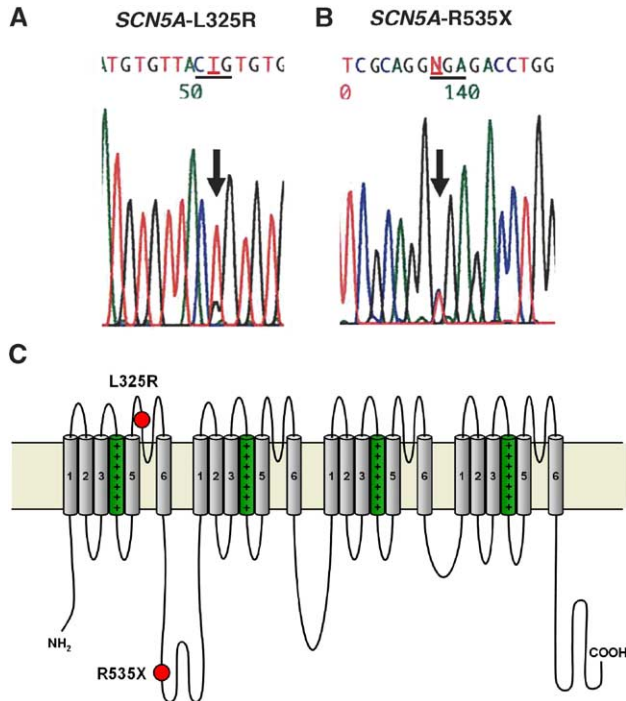 A
SCN5A-L325R
ATGTGTTACTGTGTG
50
B
SCN5A-R535X
TCGCAGGNGAGACCTGG
0 140
C
L325R
1 2 3 ++++++ 5 6 1 2 3 ++++++ 5 6 1 2 3 ++++++ 5 6 1 2 3 ++++++ 5 6
NH2
R535X
COOH